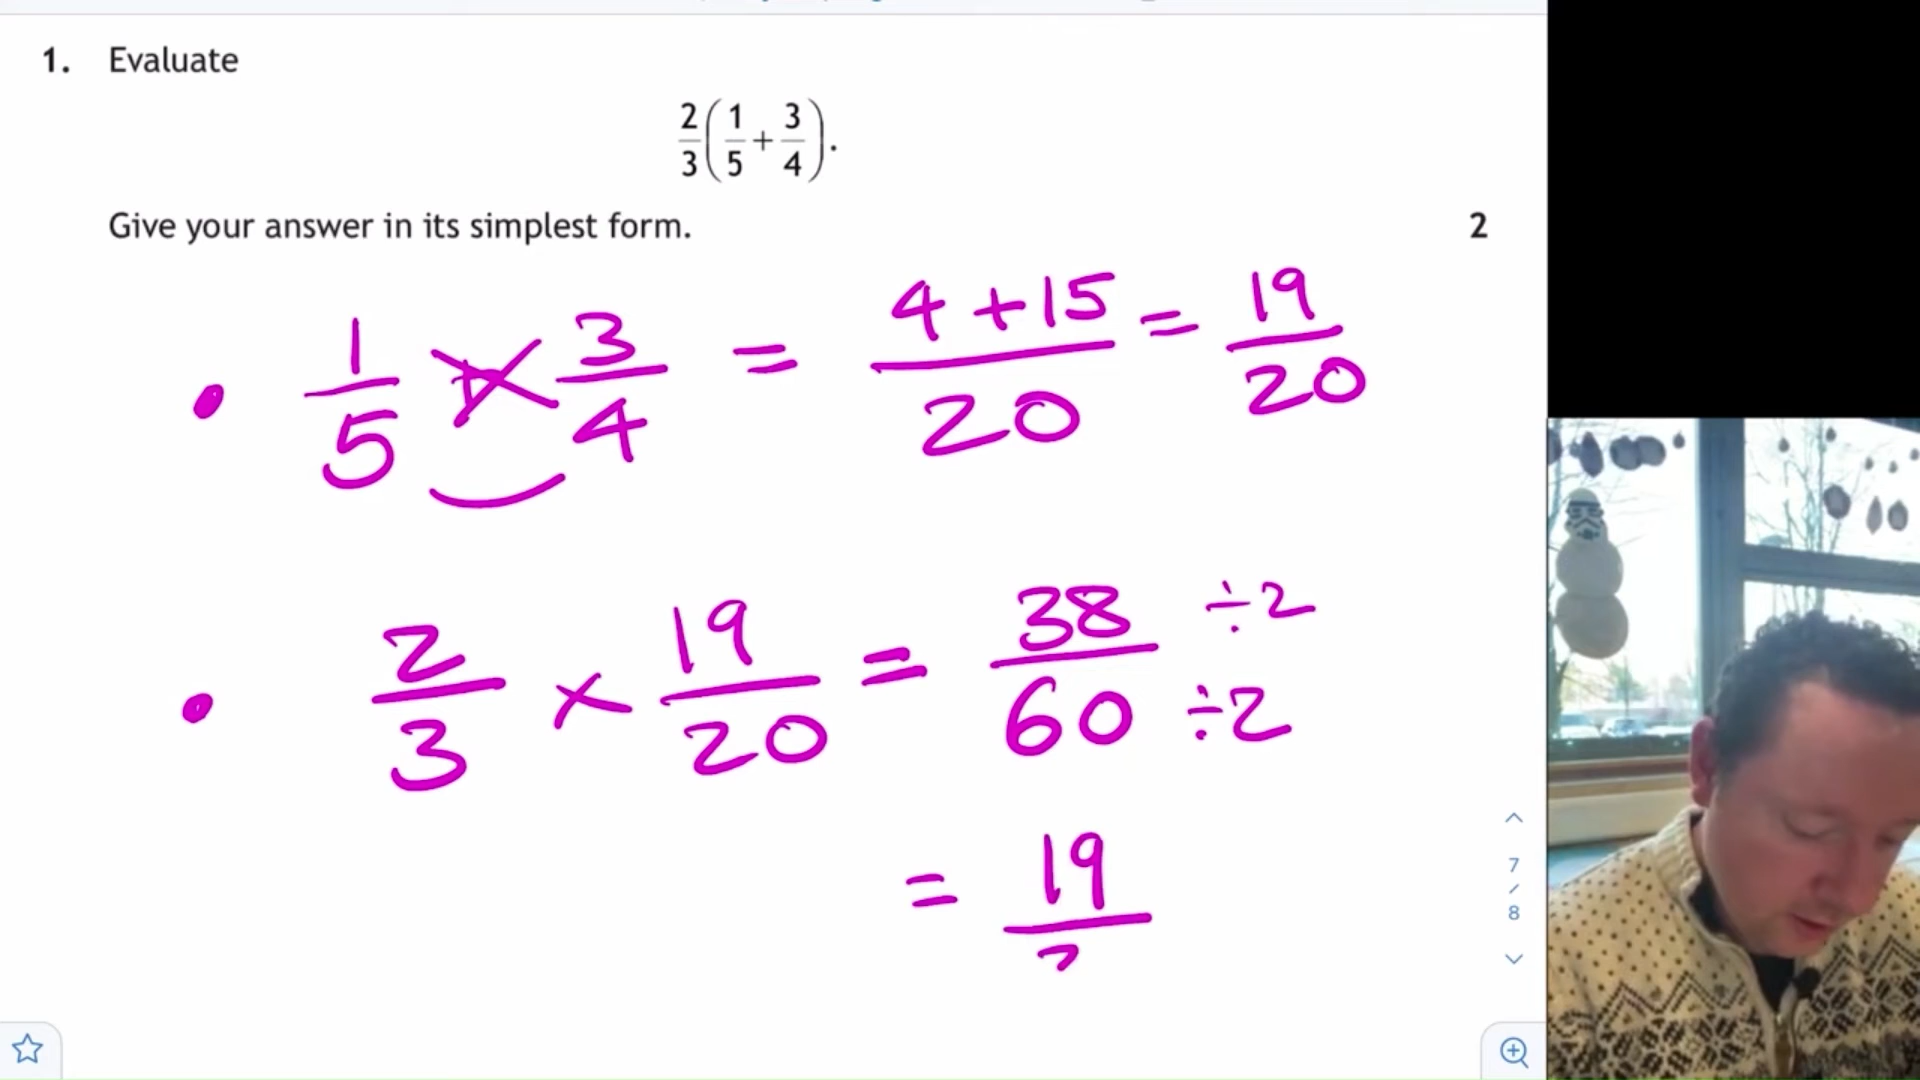 1. Evaluate
2/3 (1/5 + 3/4).
Give your answer in its simplest form. 2
• 1/5 + 3/4 = 4 + 15 / 20 = 19/20
• 2/3 × 19/20 = 38/60 ÷2 ÷2
= 19/
7 / 8